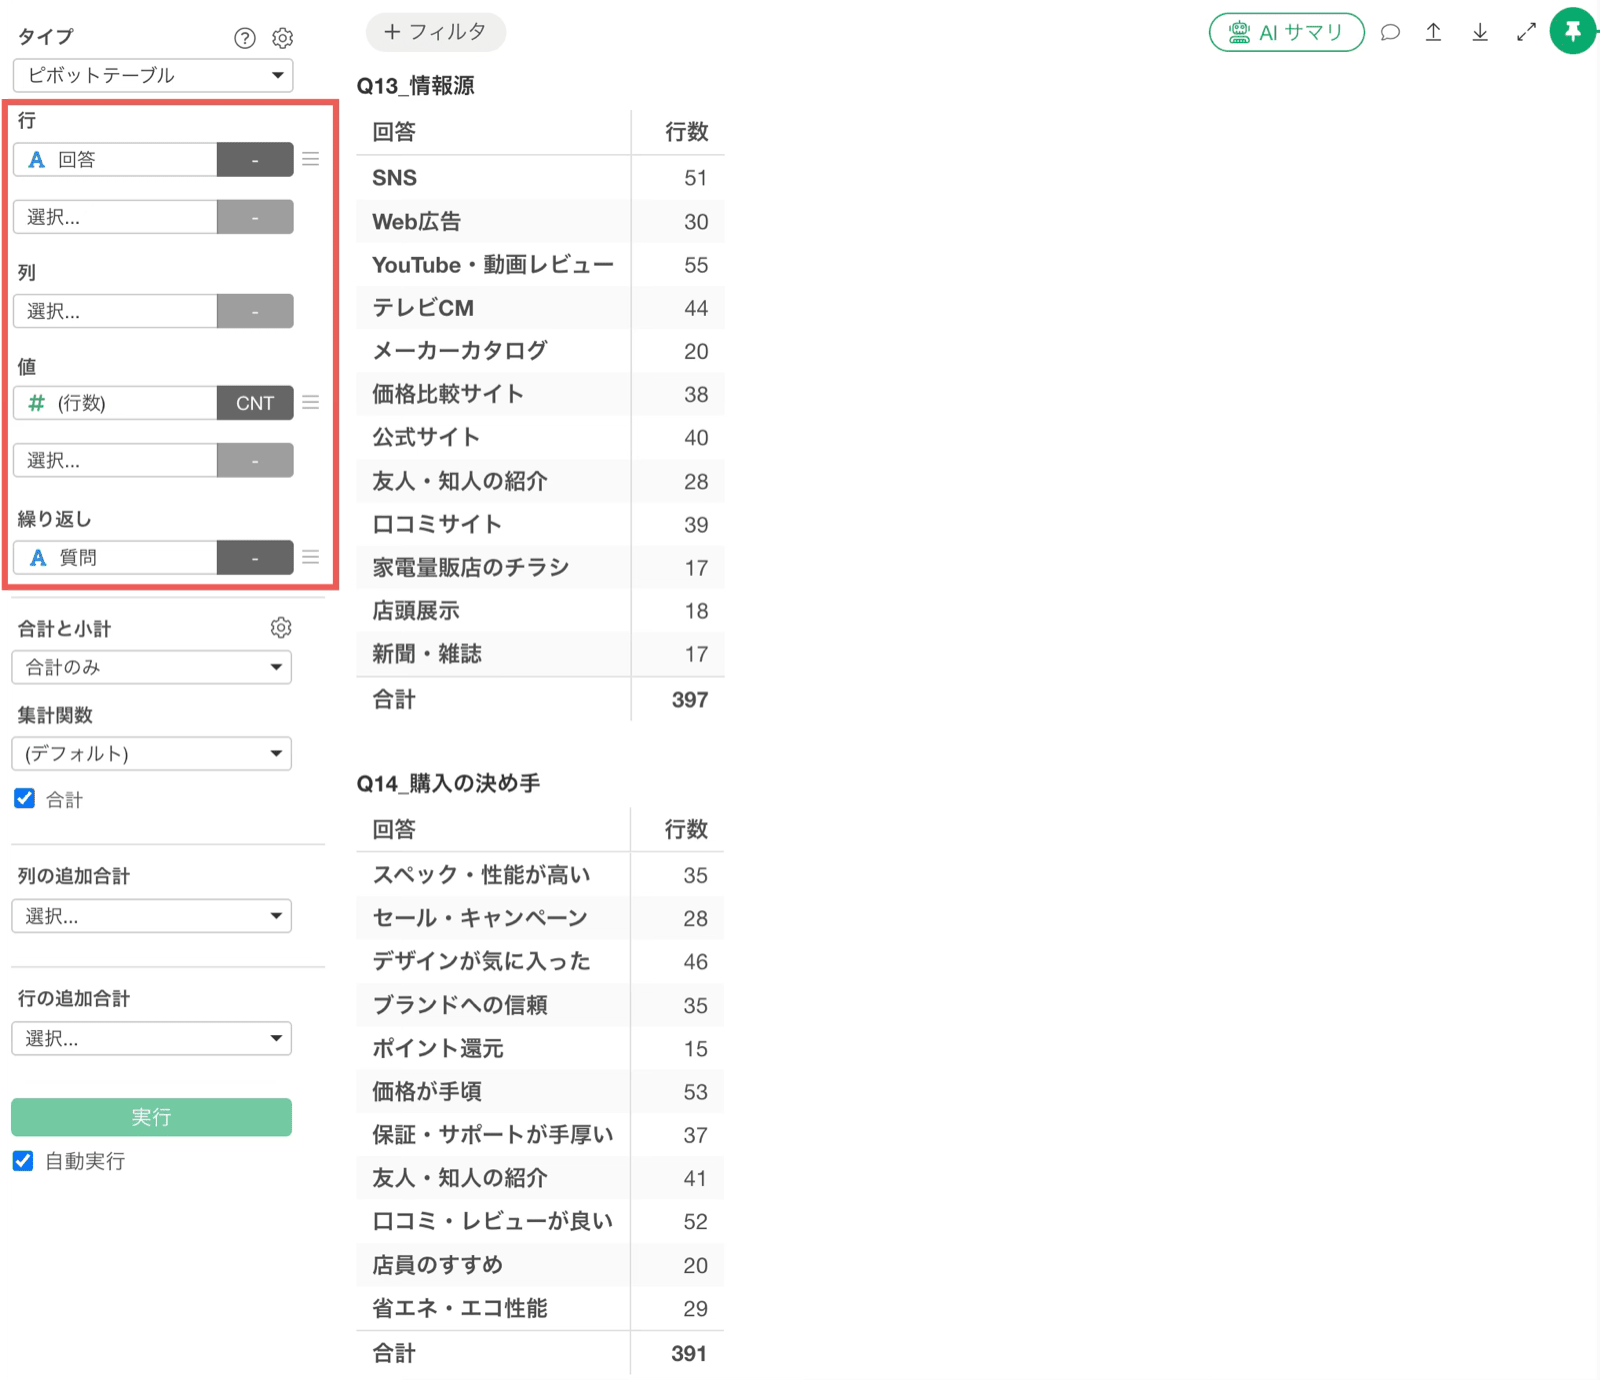 タイプ
ピボットテーブル
行
A 回答 -
選択... -
列
選択... -
値
# (行数) CNT
選択... -
繰り返し
A 質問 -
合計と小計
合計のみ
集計関数
(デフォルト)
合計
列の追加合計
選択...
行の追加合計
選択...
実行
自動実行
+ フィルタ
AI サマリ
Q13_情報源
回答 行数
SNS 51
Web広告 30
YouTube・動画レビュー 55
テレビCM 44
メーカーカタログ 20
価格比較サイト 38
公式サイト 40
友人・知人の紹介 28
口コミサイト 39
家電量販店のチラシ 17
店頭展示 18
新聞・雑誌 17
合計 397
Q14_購入の決め手
回答 行数
スペック・性能が高い 35
セール・キャンペーン 28
デザインが気に入った 46
ブランドへの信頼 35
ポイント還元 15
価格が手頃 53
保証・サポートが手厚い 37
友人・知人の紹介 41
口コミ・レビューが良い 52
店員のすすめ 20
省エネ・エコ性能 29
合計 391